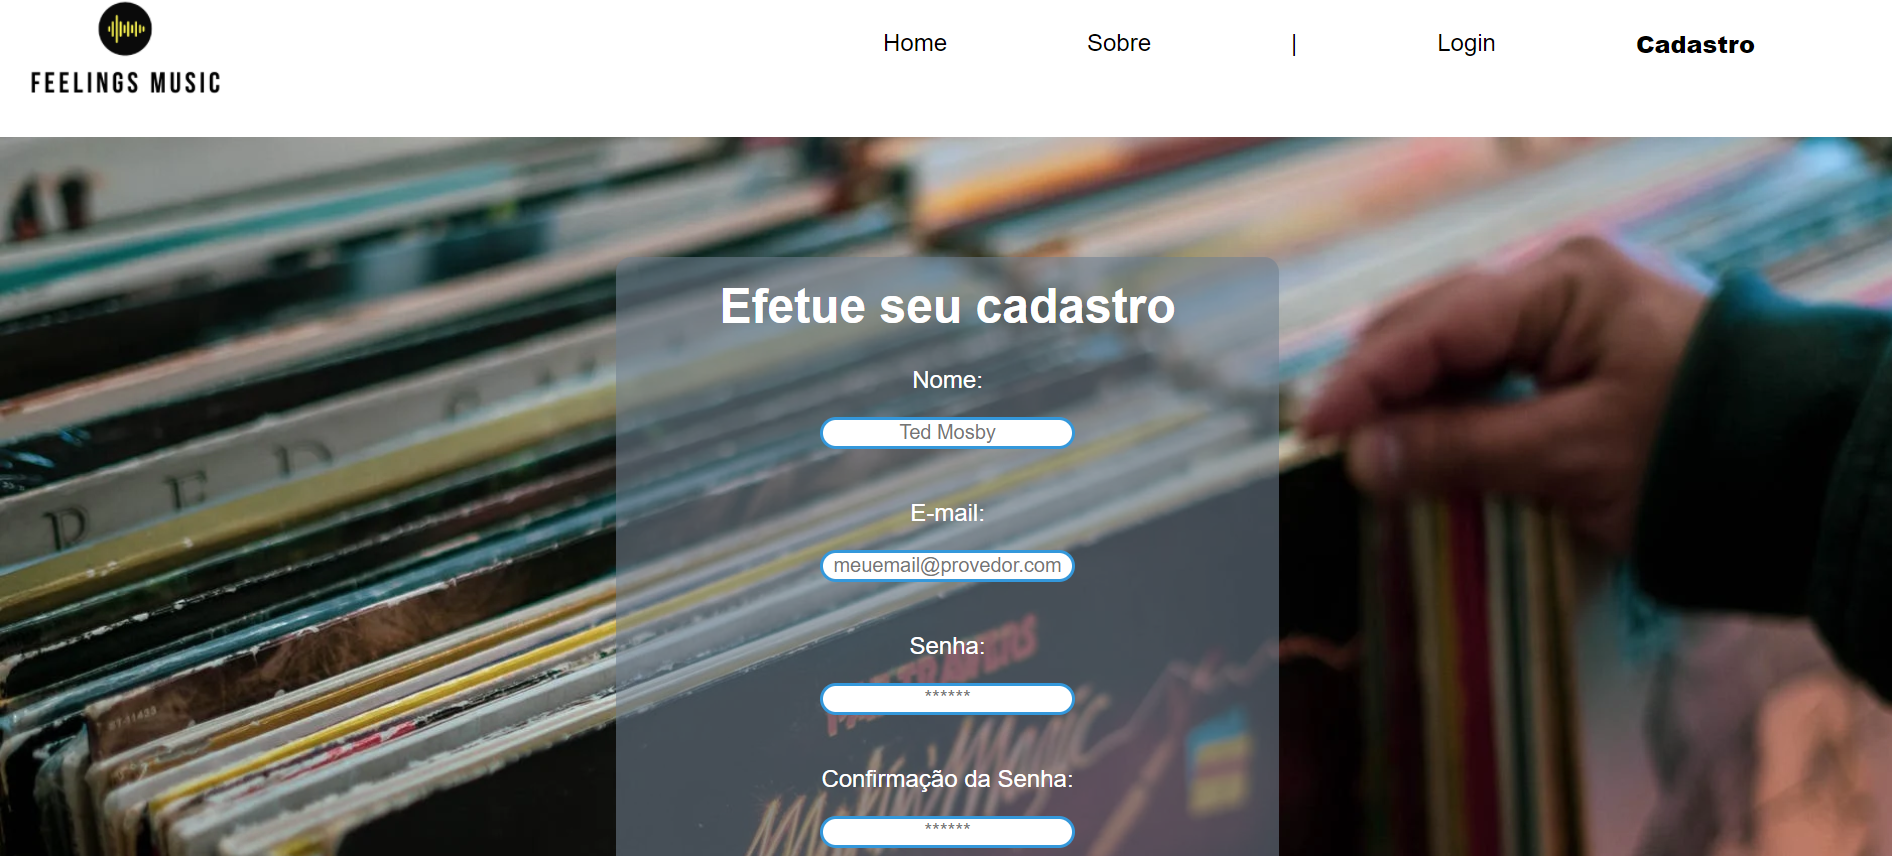 FEELINGS MUSIC
Home
Sobre
|
Login
Cadastro
Efetue seu cadastro
Nome:
Ted Mosby
E-mail:
meuemail@provedor.com
Senha:
******
Confirmação da Senha:
******